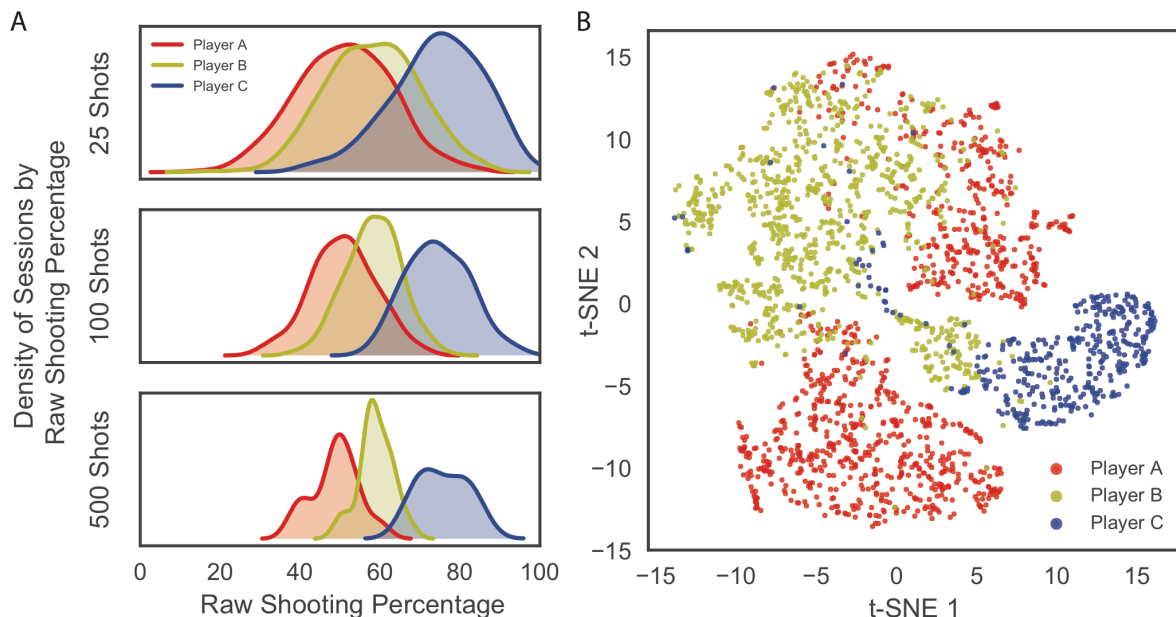 A
Density of Sessions by
Raw Shooting Percentage
25 Shots
Player A
Player B
Player C
100 Shots
500 Shots
0 20 40 60 80 100
Raw Shooting Percentage
B
t-SNE 2
15
10
5
0
−5
−10
−15
Player A
Player B
Player C
−15 −10 −5 0 5 10 15
t-SNE 1